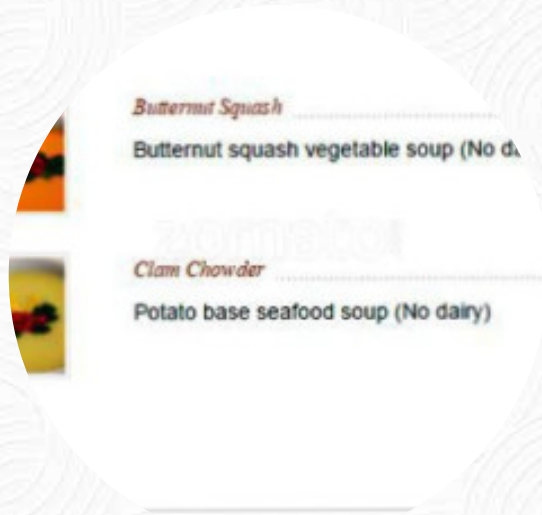 Butternut Squash
Butternut squash vegetable soup (No
Clam Chowder
Potato base seafood soup (No dairy)